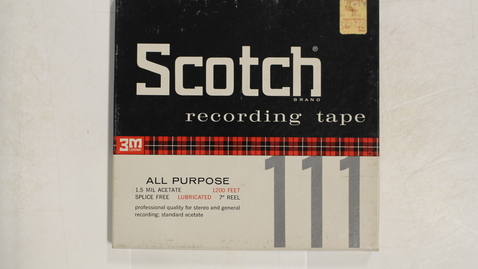 Scotch®
BRAND
recording tape
3M
111
ALL PURPOSE
1.5 MIL ACETATE 1200 FEET
SPLICE FREE LUBRICATED 7" REEL
professional quality for stereo and general
recording; standard acetate